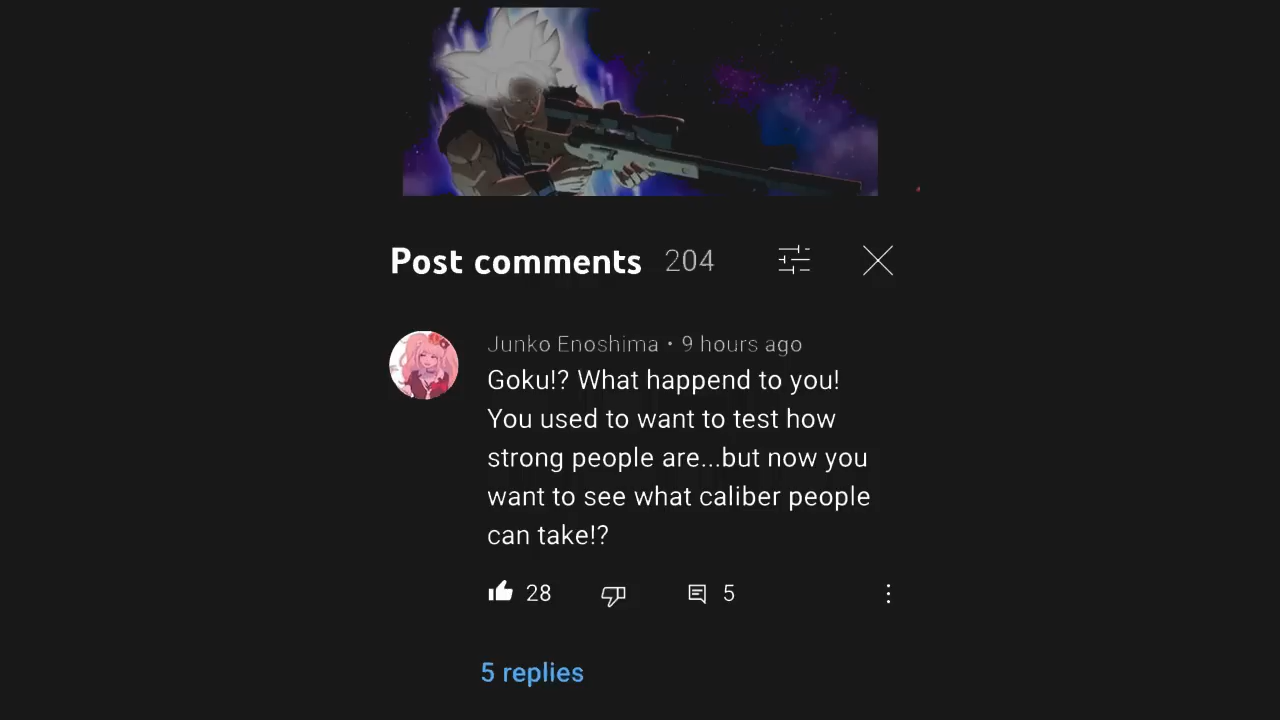 Post comments 204
Junko Enoshima • 9 hours ago
Goku!? What happend to you!
You used to want to test how
strong people are...but now you
want to see what caliber people
can take!?
28 5
5 replies